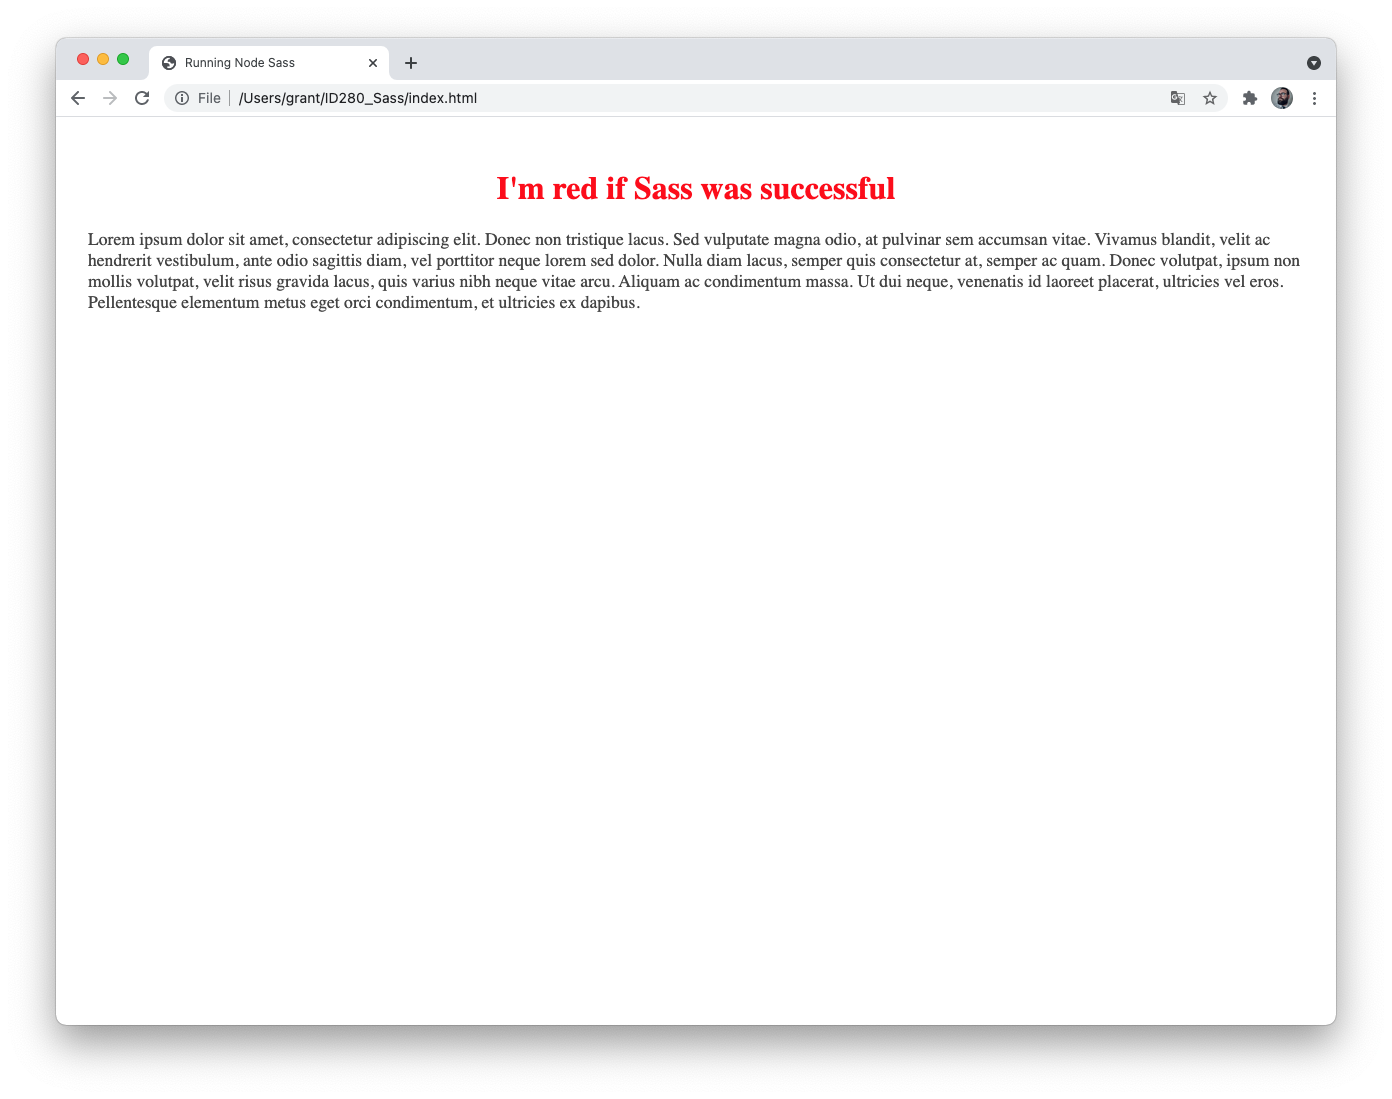 Running Node Sass
File /Users/grant/ID280_Sass/index.html
I'm red if Sass was successful
Lorem ipsum dolor sit amet, consectetur adipiscing elit. Donec non tristique lacus. Sed vulputate magna odio, at pulvinar sem accumsan vitae. Vivamus blandit, velit ac
hendrerit vestibulum, ante odio sagittis diam, vel porttitor neque lorem sed dolor. Nulla diam lacus, semper quis consectetur at, semper ac quam. Donec volutpat, ipsum non
mollis volutpat, velit risus gravida lacus, quis varius nibh neque vitae arcu. Aliquam ac condimentum massa. Ut dui neque, venenatis id laoreet placerat, ultricies vel eros.
Pellentesque elementum metus eget orci condimentum, et ultricies ex dapibus.